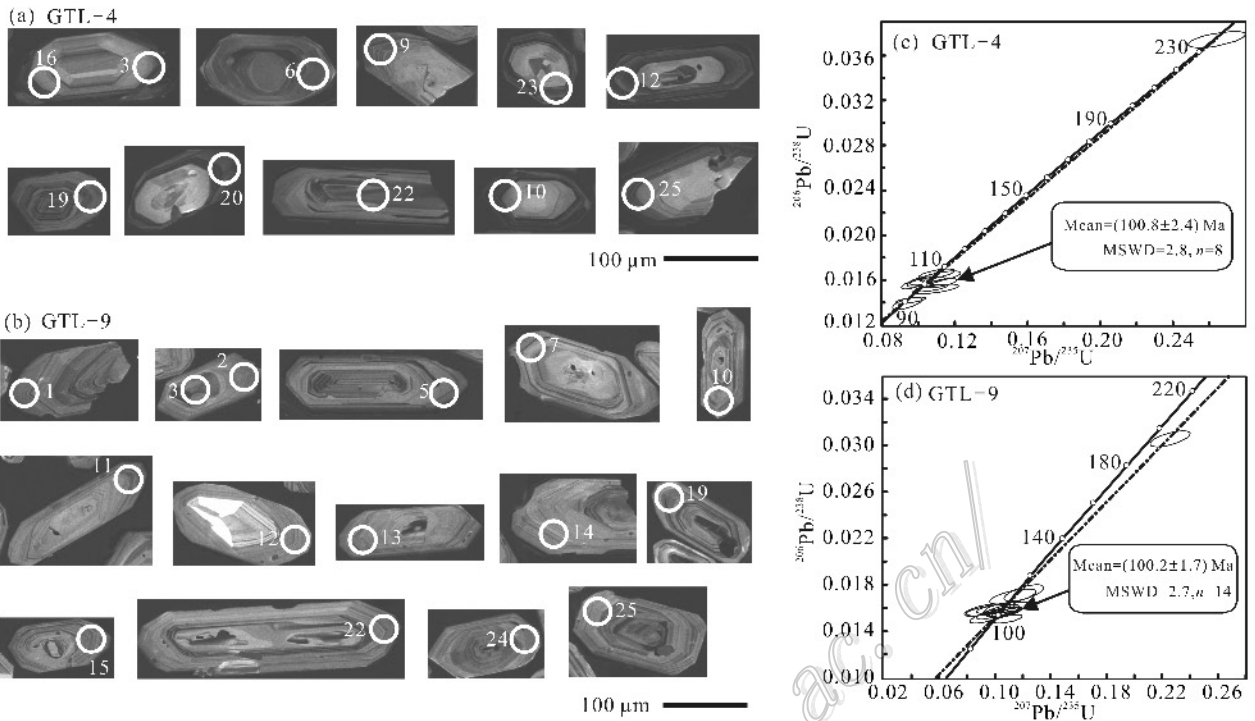 (a) GTL-4
16 3 6 9 23 12
19 20 22 10 25
100 μm
(b) GTL-9
1 3 2 5 7 10
11 12 13 14 19
15 22 24 25
100 μm
(c) GTL-4
230
190
150
110
90
Mean=(100.8±2.4) Ma
MSWD=2.8, n=8
0.036
0.032
0.028
0.024
0.020
0.016
0.012
0.08 0.12 0.16 0.20 0.24
²⁰⁶Pb/²³⁸U
²⁰⁷Pb/²³⁵U
(d) GTL-9
220
180
140
100
Mean=(100.2±1.7) Ma
MSWD=2.7, n=14
0.034
0.030
0.026
0.022
0.018
0.014
0.010
0.02 0.06 0.10 0.14 0.18 0.22 0.26
²⁰⁶Pb/²³⁸U
²⁰⁷Pb/²³⁵U
ac.cn/